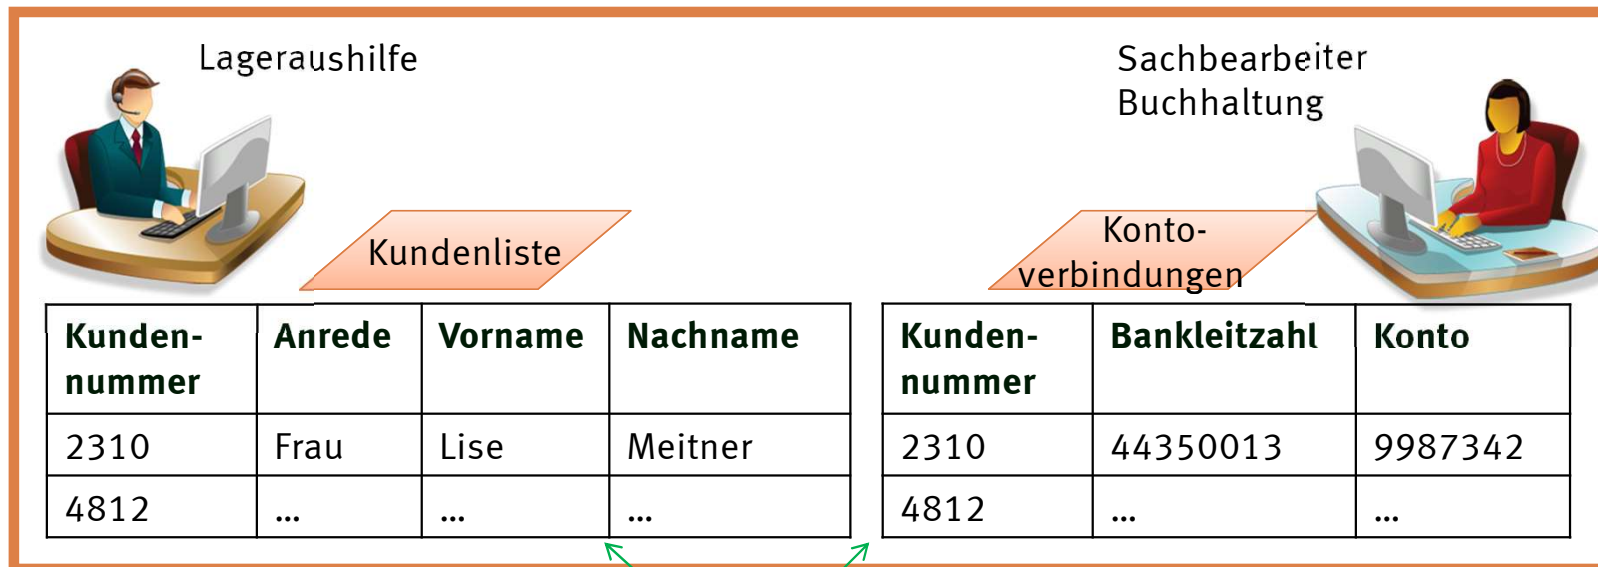 Lageraushilfe
Sachbearbeiter
Buchhaltung
Kundenliste
Konto-
verbindungen
Kunden-
nummer Anrede Vorname Nachname
2310 Frau Lise Meitner
4812 ... ... ...
Kunden-
nummer Bankleitzahl Konto
2310 44350013 9987342
4812 ... ...